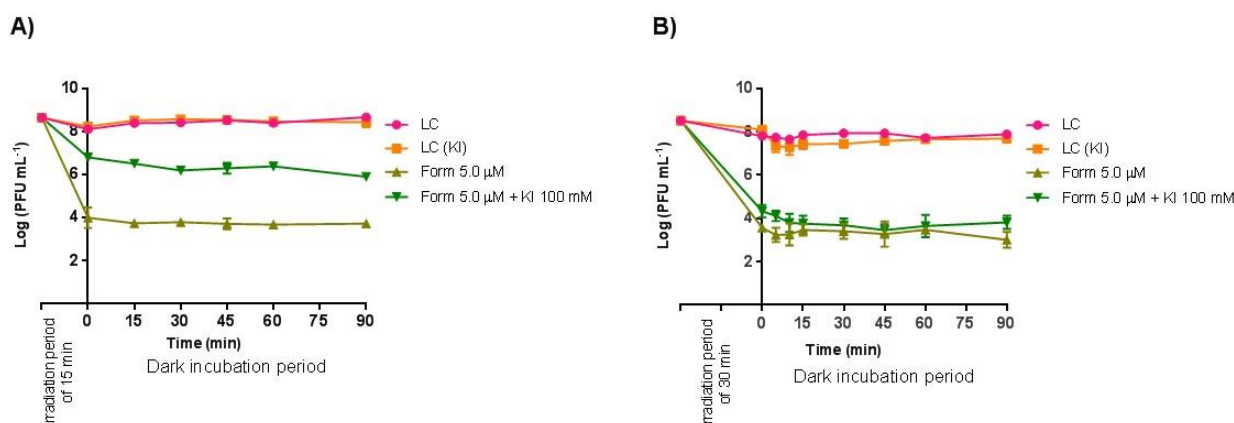 A)
10
8
6
4
2
Log (PFU mL⁻¹)
0 15 30 45 60 75 90
Time (min)
Dark incubation period
rradiation period
of 15 min
LC
LC (KI)
Form 5.0 µM
Form 5.0 µM + KI 100 mM
B)
10
8
6
4
2
Log (PFU mL⁻¹)
0 15 30 45 60 75 90
Time (min)
Dark incubation period
rradiation period
of 30 min
LC
LC (KI)
Form 5.0 µM
Form 5.0 µM + KI 100 mM